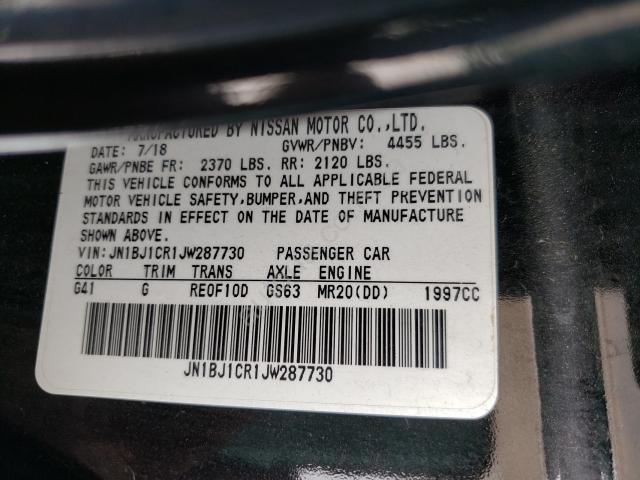 MANUFACTURED BY NISSAN MOTOR CO.,LTD.
DATE: 7/18 GVWR/PNBV: 4455 LBS.
GAWR/PNBE FR: 2370 LBS. RR: 2120 LBS.
THIS VEHICLE CONFORMS TO ALL APPLICABLE FEDERAL
MOTOR VEHICLE SAFETY,BUMPER,AND THEFT PREVENTION
STANDARDS IN EFFECT ON THE DATE OF MANUFACTURE
SHOWN ABOVE.
VIN:JN1BJ1CR1JW287730 PASSENGER CAR
COLOR TRIM TRANS AXLE ENGINE
G41 G RE0F10D GS63 MR20(DD) 1997CC
JN1BJ1CR1JW287730